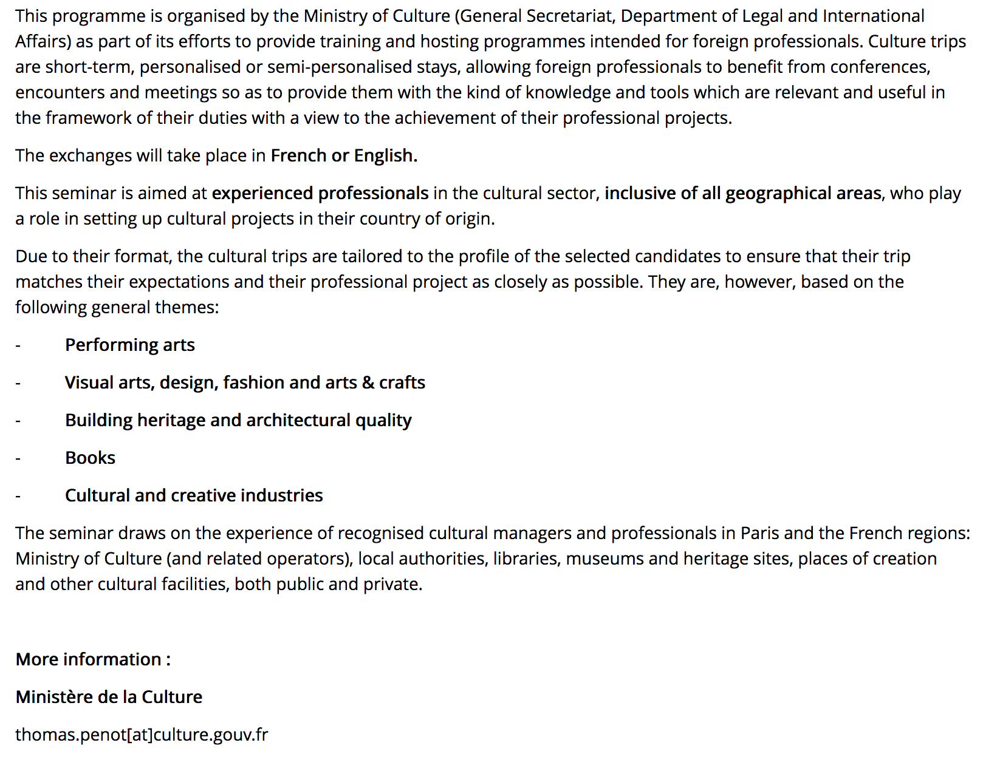 This programme is organised by the Ministry of Culture (General Secretariat, Department of Legal and International
Affairs) as part of its efforts to provide training and hosting programmes intended for foreign professionals. Culture trips
are short-term, personalised or semi-personalised stays, allowing foreign professionals to benefit from conferences,
encounters and meetings so as to provide them with the kind of knowledge and tools which are relevant and useful in
the framework of their duties with a view to the achievement of their professional projects.
The exchanges will take place in French or English.
This seminar is aimed at experienced professionals in the cultural sector, inclusive of all geographical areas, who play
a role in setting up cultural projects in their country of origin.
Due to their format, the cultural trips are tailored to the profile of the selected candidates to ensure that their trip
matches their expectations and their professional project as closely as possible. They are, however, based on the
following general themes:
- Performing arts
- Visual arts, design, fashion and arts & crafts
- Building heritage and architectural quality
- Books
- Cultural and creative industries
The seminar draws on the experience of recognised cultural managers and professionals in Paris and the French regions:
Ministry of Culture (and related operators), local authorities, libraries, museums and heritage sites, places of creation
and other cultural facilities, both public and private.
More information :
Ministère de la Culture
thomas.penot[at]culture.gouv.fr